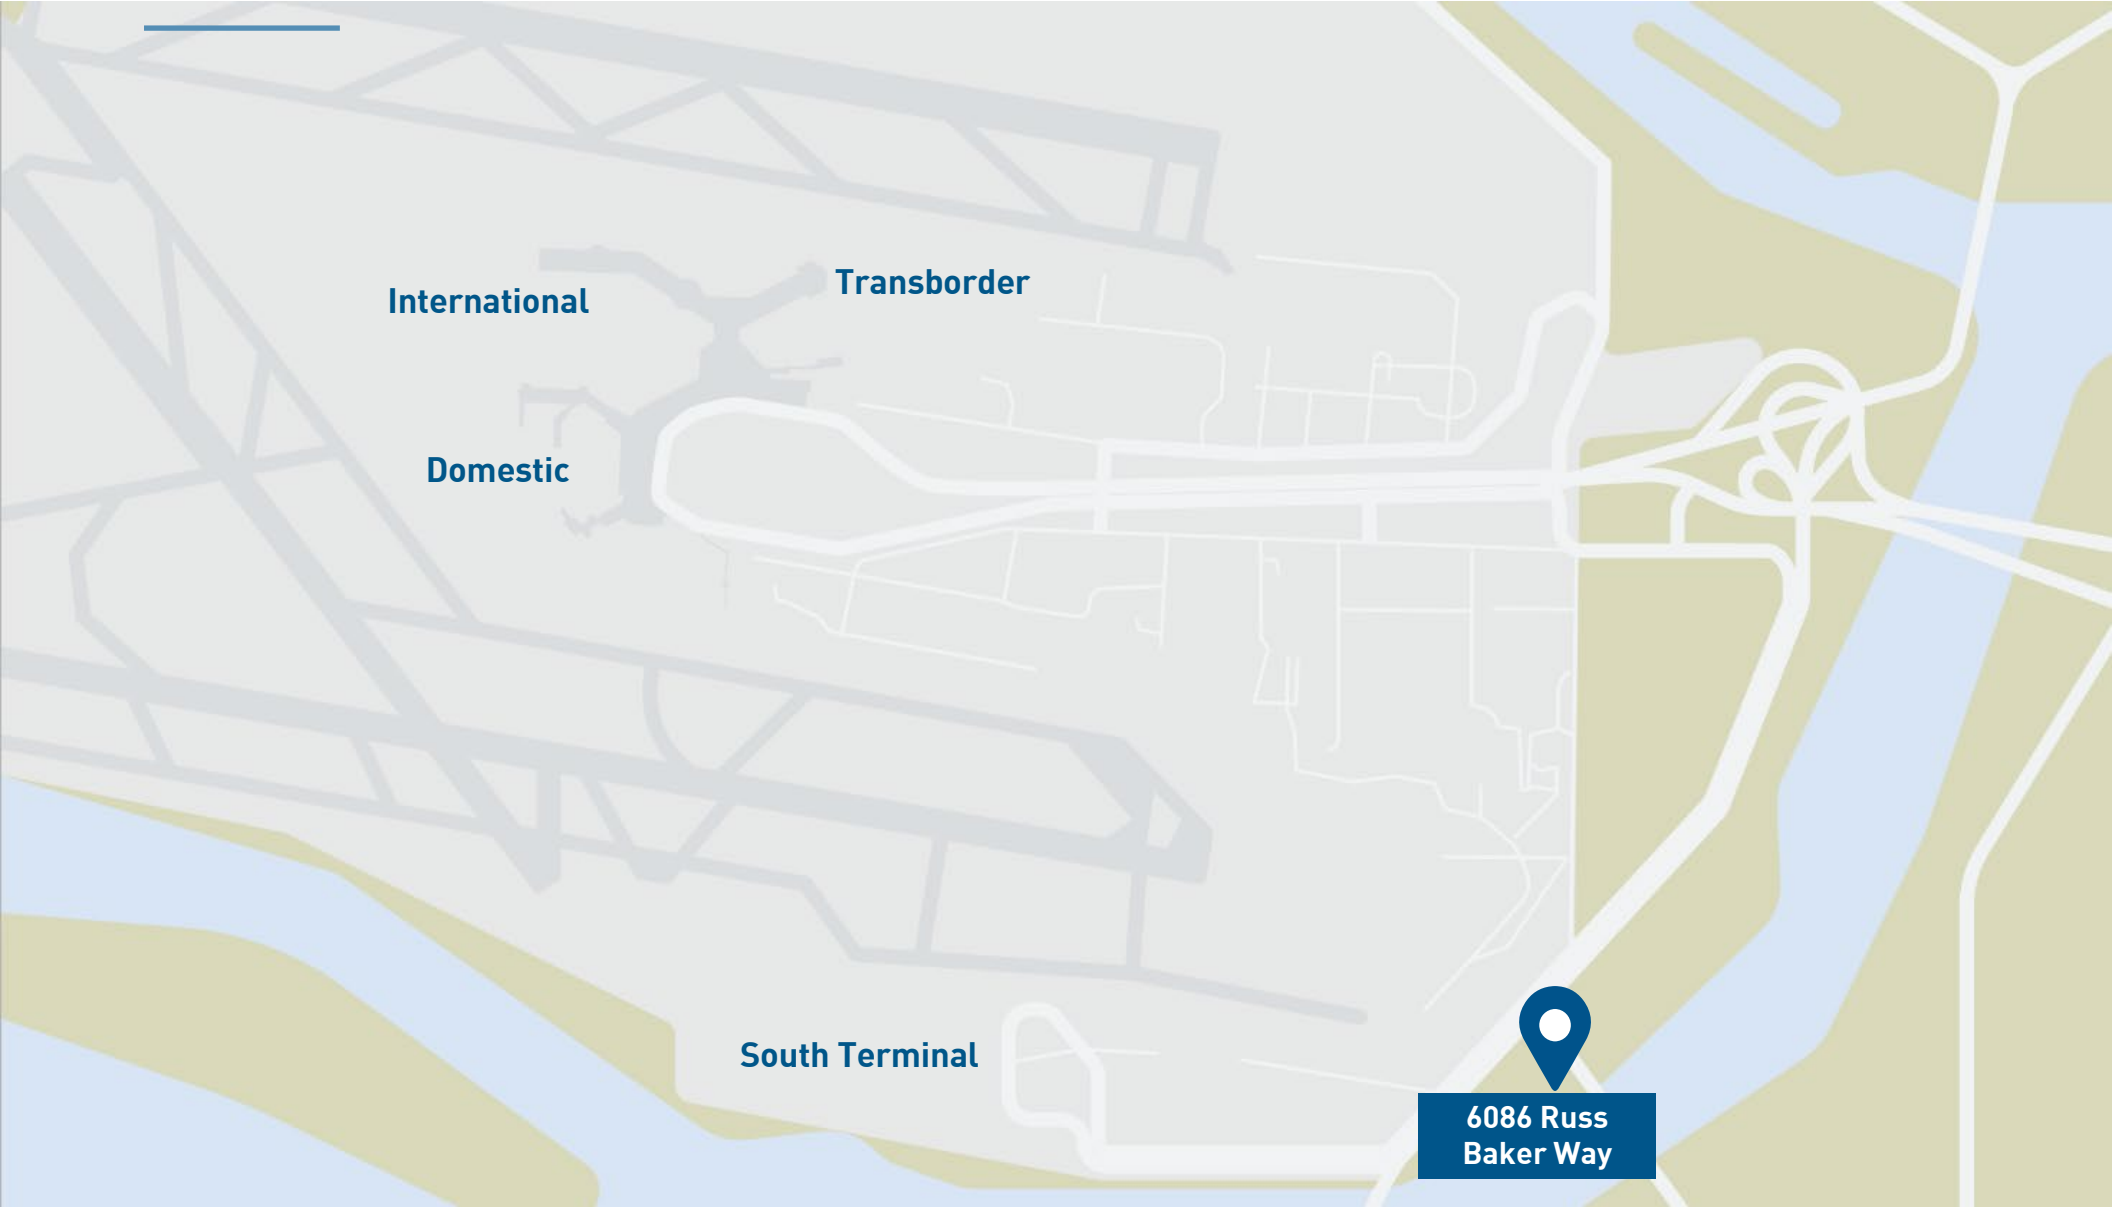 Transborder
International
Domestic
South Terminal
6086 Russ
Baker Way